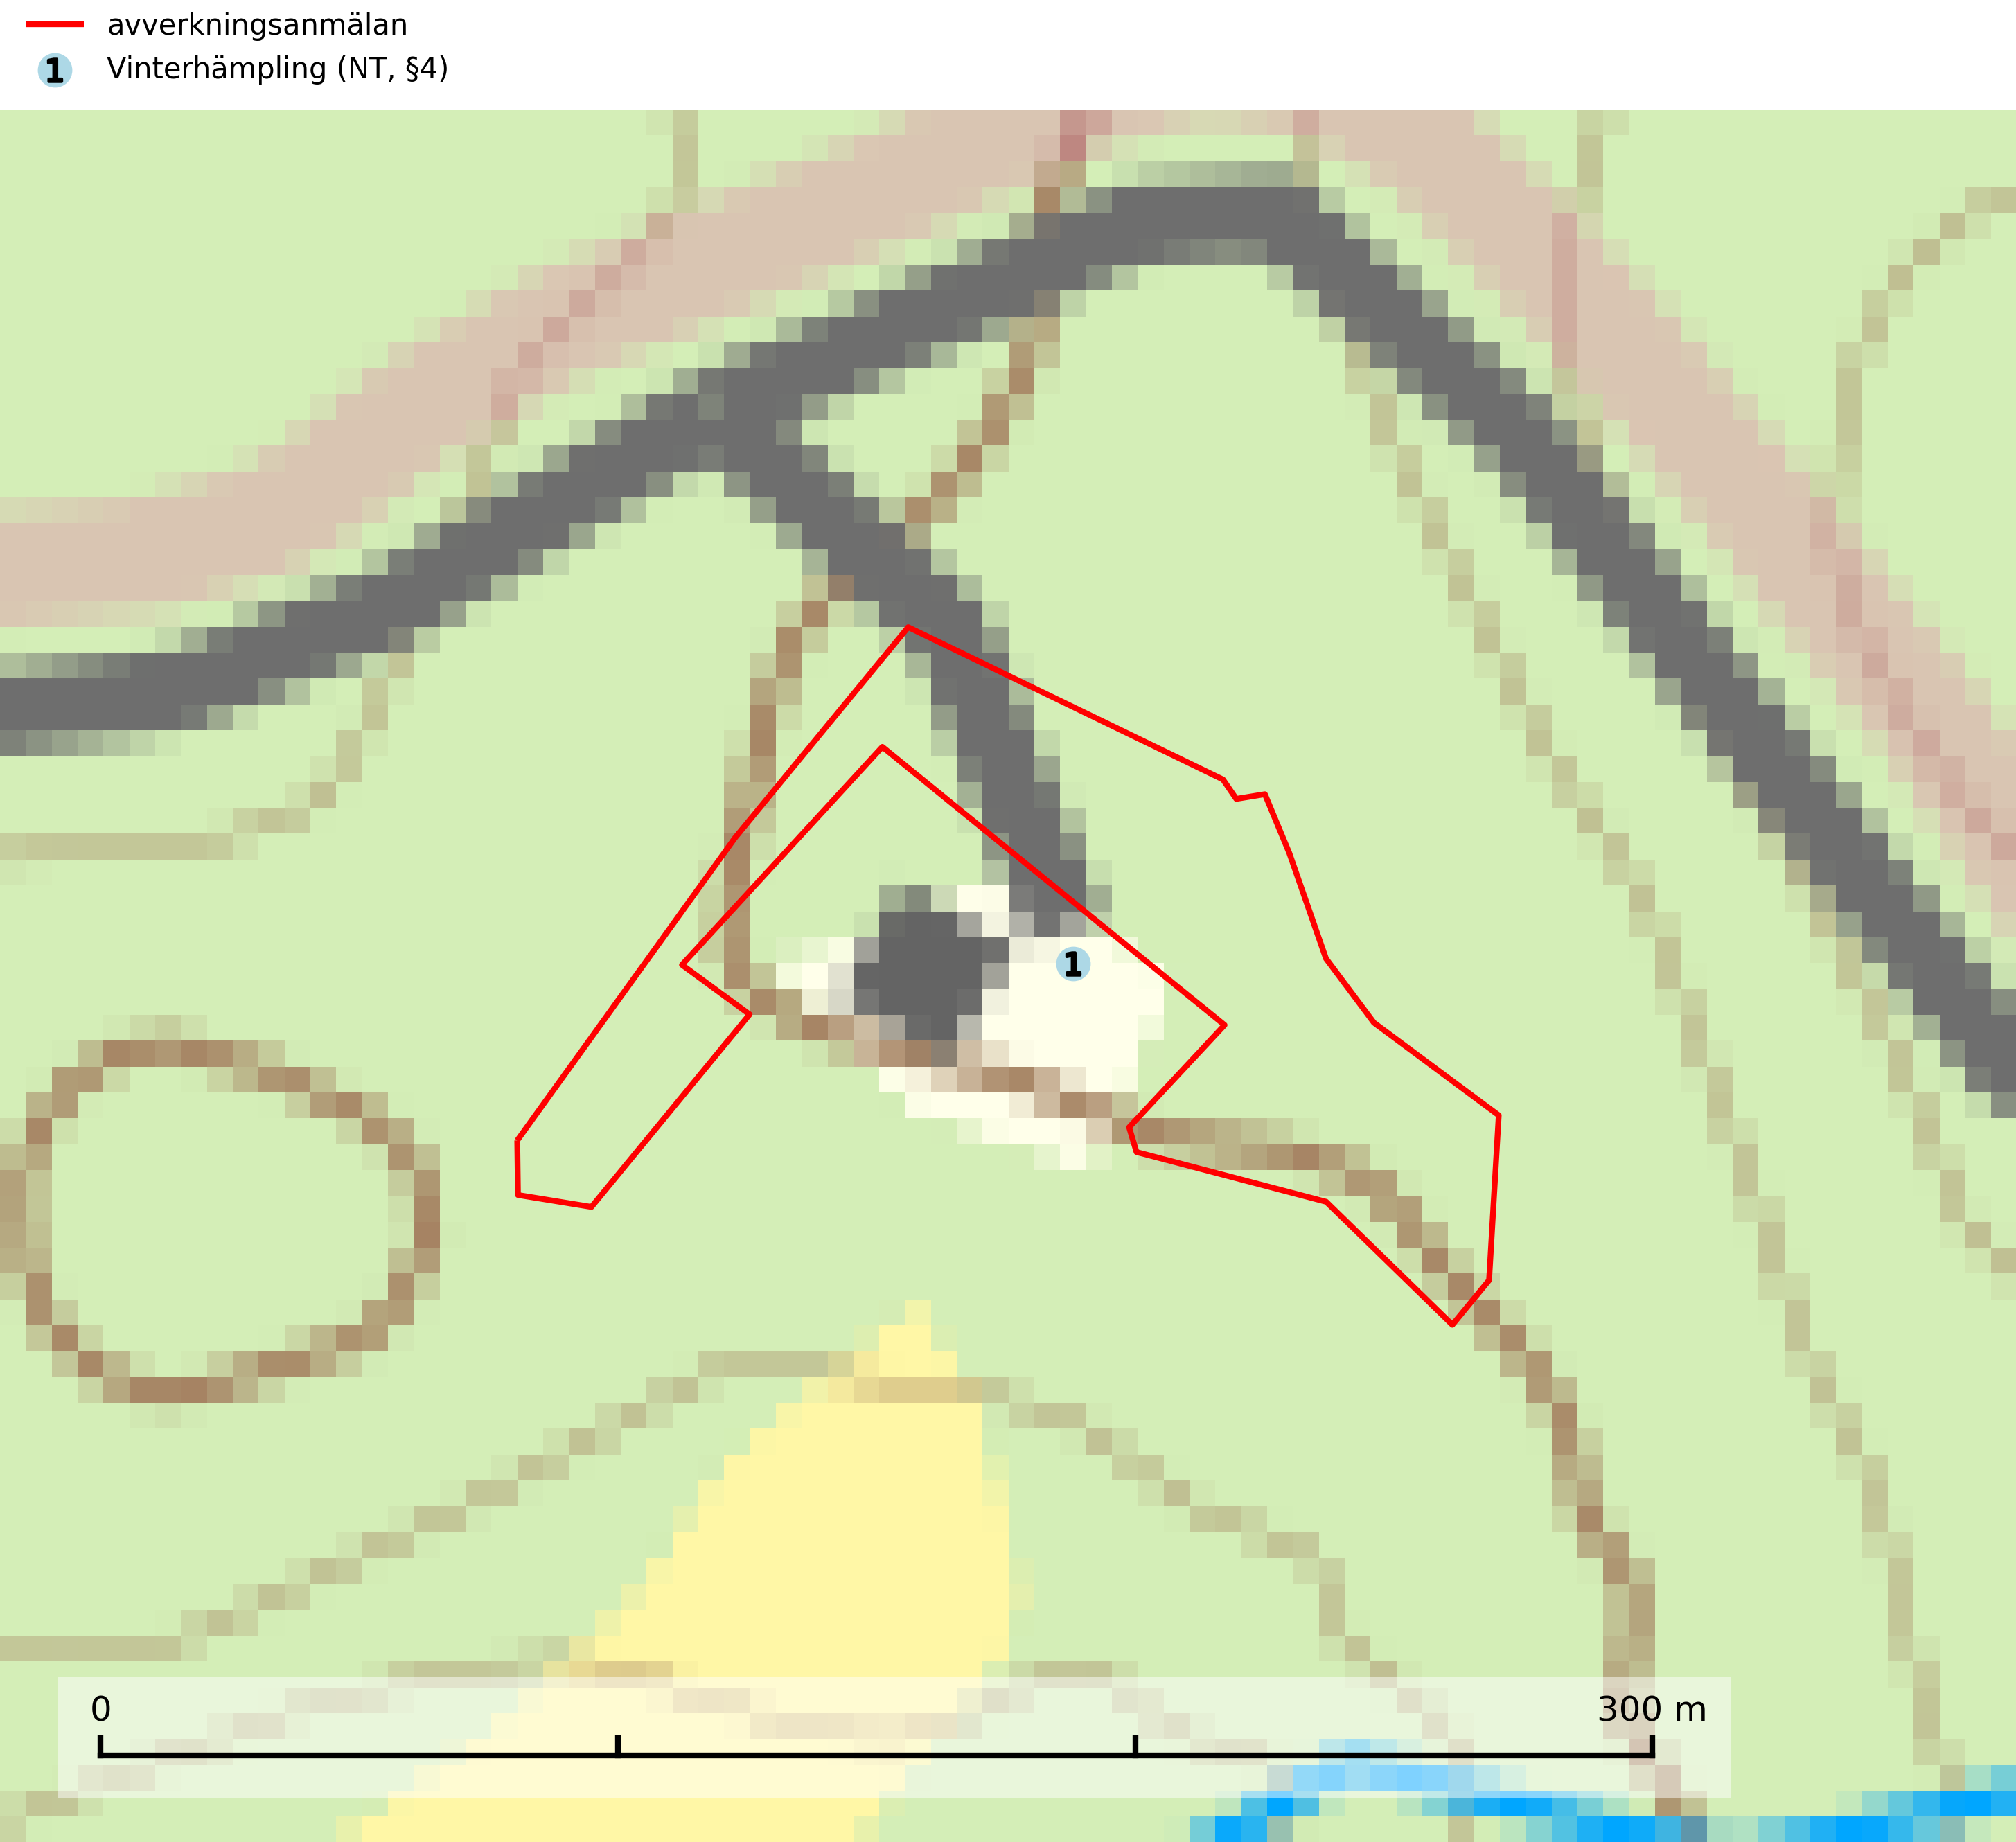 avverkningsanmälan
1 Vinterhämpling (NT, §4)
1
0 300 m